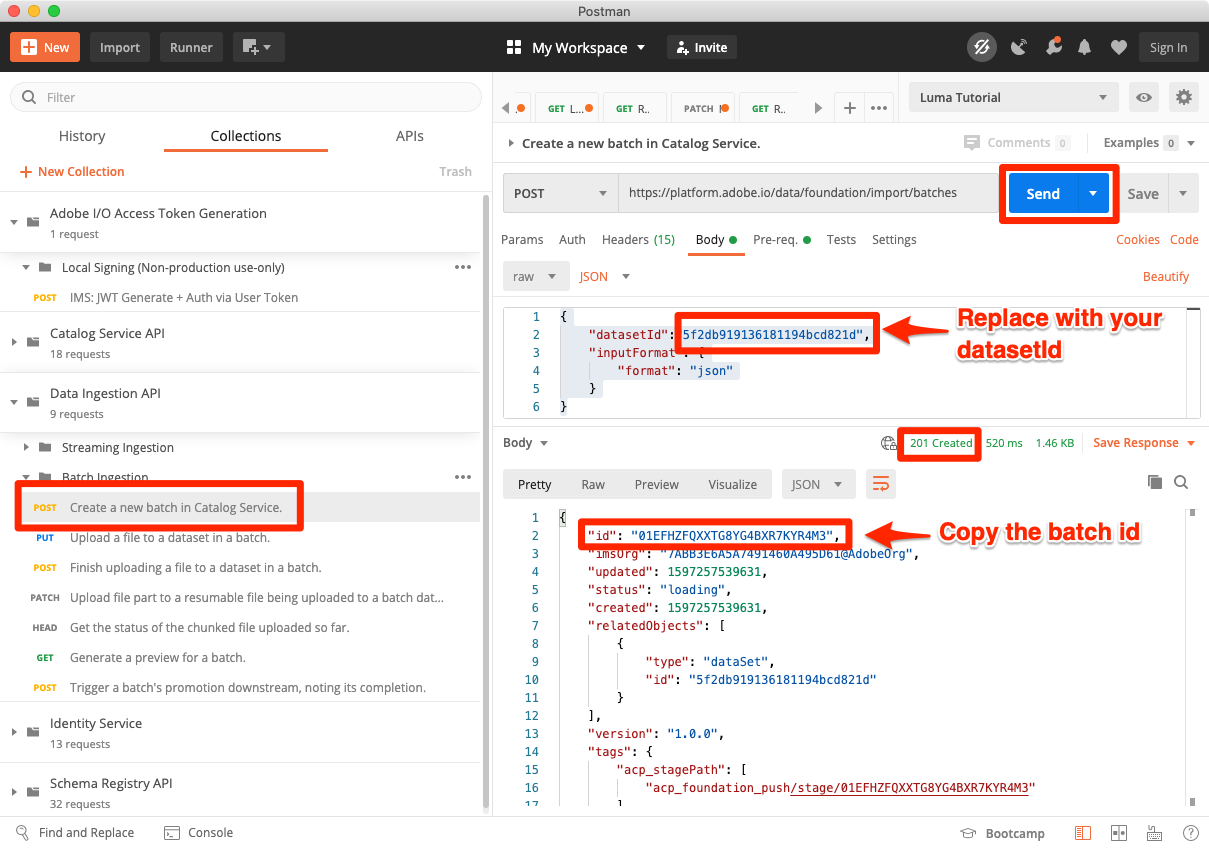 Postman
New
Import
Runner
My Workspace
Invite
Sign In
Filter
History
Collections
APIs
New Collection
Trash
Adobe I/O Access Token Generation
1 request
Local Signing (Non-production use-only)
POST IMS: JWT Generate + Auth via User Token
Catalog Service API
18 requests
Data Ingestion API
9 requests
Streaming Ingestion
Batch Ingestion
POST Create a new batch in Catalog Service.
PUT Upload a file to a dataset in a batch.
POST Finish uploading a file to a dataset in a batch.
PATCH Upload file part to a resumable file being uploaded to a batch dat...
HEAD Get the status of the chunked file uploaded so far.
GET Generate a preview for a batch.
POST Trigger a batch's promotion downstream, noting its completion.
Identity Service
13 requests
Schema Registry API
32 requests
GET L...
GET R..
PATCH
GET R..
Luma Tutorial
Create a new batch in Catalog Service.
Comments 0
Examples 0
POST
https://platform.adobe.io/data/foundation/import/batches
Send
Save
Params
Auth
Headers (15)
Body
Pre-req.
Tests
Settings
Cookies
Code
raw
JSON
Beautify
1 {
2 "datasetId": "5f2db919136181194bcd821d",
3 "inputFormat": {
4 "format": "json"
5 }
6 }
Replace with your
datasetId
Body
201 Created
520 ms
1.46 KB
Save Response
Pretty
Raw
Preview
Visualize
JSON
1 {
2 "id": "01EFHZFQXXTG8YG4BXR7KYR4M3",
3 "imsOrg": "7ABB3E6A5A7491460A495D61@AdobeOrg",
4 "updated": 1597257539631,
5 "status": "loading",
6 "created": 1597257539631,
7 "relatedObjects": [
8 {
9 "type": "dataSet",
10 "id": "5f2db919136181194bcd821d"
11 }
12 ],
13 "version": "1.0.0",
14 "tags": {
15 "acp_stagePath": [
16 "acp_foundation_push/stage/01EFHZFQXXTG8YG4BXR7KYR4M3"
17 ]
Copy the batch id
Find and Replace
Console
Bootcamp